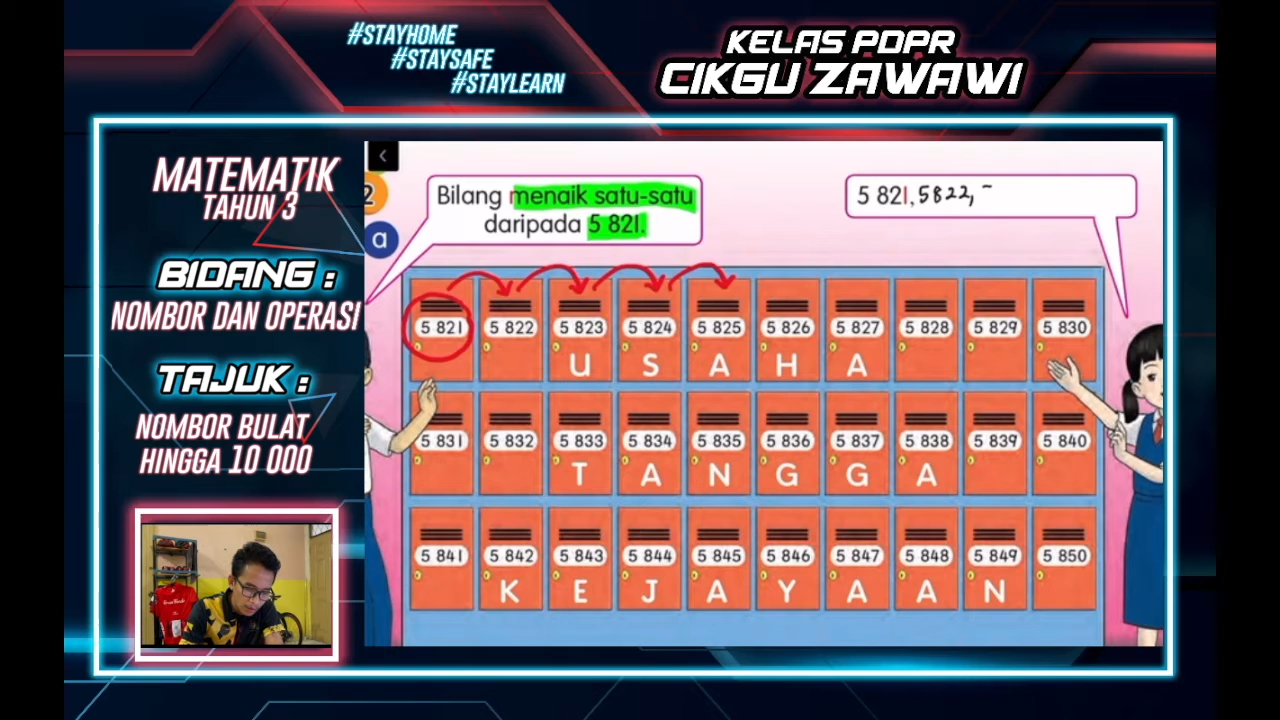 #STAYHOME
#STAYSAFE
#STAYLEARN
KELAS PDPR
CIKGU ZAWAWI
MATEMATIK
TAHUN 3
BIDANG :
NOMBOR DAN OPERASI
TAJUK :
NOMBOR BULAT
HINGGA 10 000
2
a
Bilang menaik satu-satu
daripada 5 821.
5 821, 5822,
5 821 5 822 5 823 5 824 5 825 5 826 5 827 5 828 5 829 5 830
U S A H A
5 831 5 832 5 833 5 834 5 835 5 836 5 837 5 838 5 839 5 840
T A N G G A
5 841 5 842 5 843 5 844 5 845 5 846 5 847 5 848 5 849 5 850
K E J A Y A A N